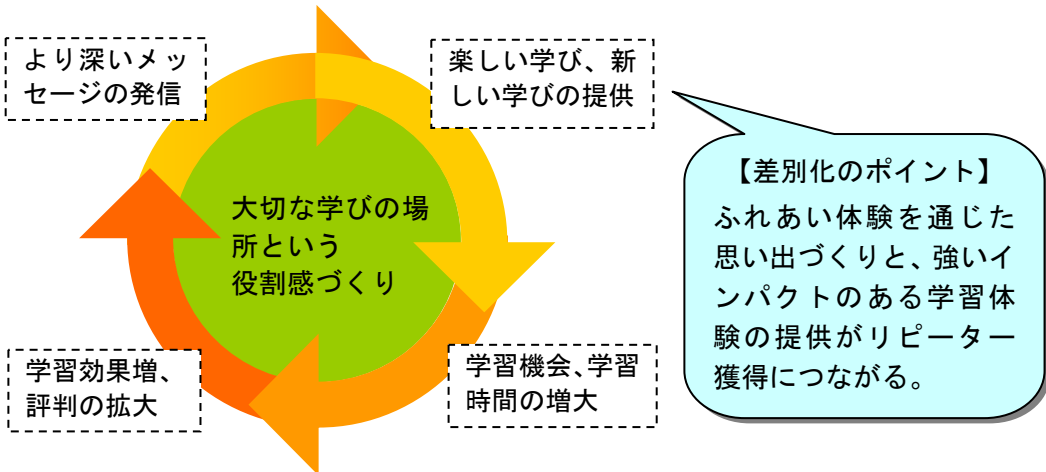 より深いメッ
セージの発信
楽しい学び、新
しい学びの提供
大切な学びの場
所という
役割感づくり
学習効果増、
評判の拡大
学習機会、学習
時間の増大
【差別化のポイント】
ふれあい体験を通じた
思い出づくりと、強いイ
ンパクトのある学習体
験の提供がリピーター
獲得につながる。